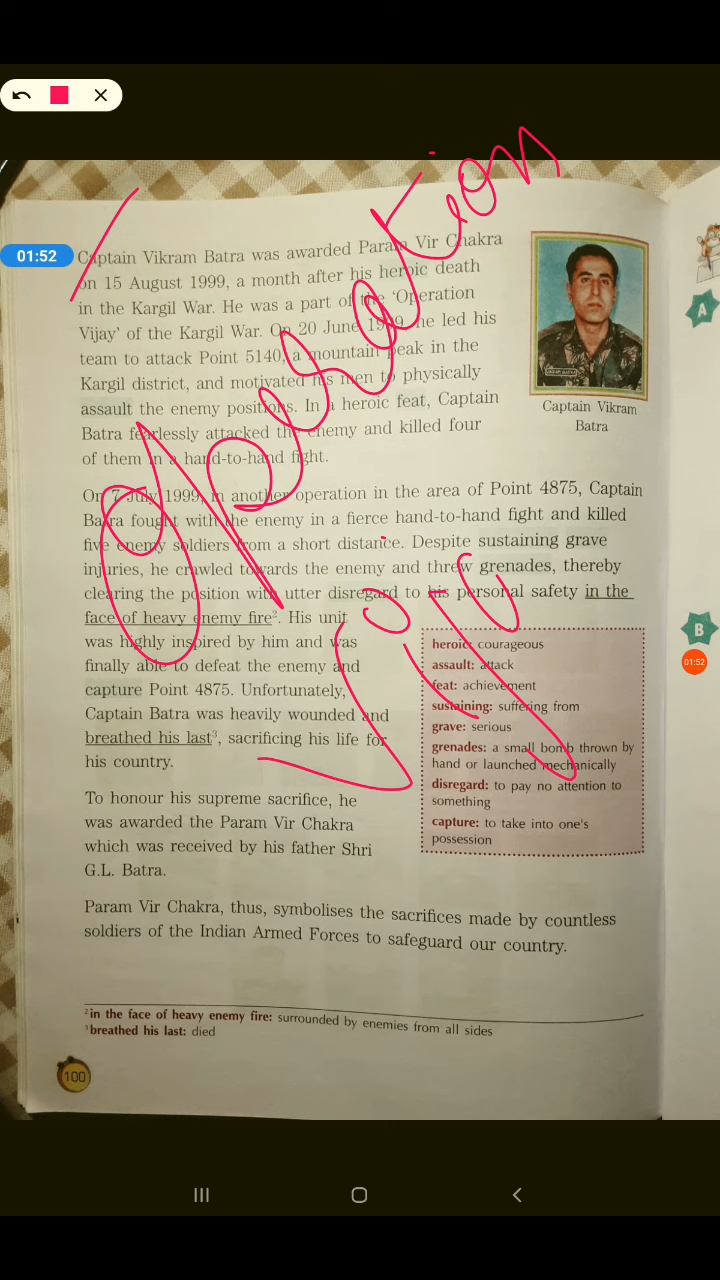 01:52
Captain Vikram Batra was awarded Param Vir Chakra
on 15 August 1999, a month after his heroic death
in the Kargil War. He was a part of the ‘Operation
Vijay’ of the Kargil War. On 20 June 1999, he led his
team to attack Point 5140, a mountain peak in the
Kargil district, and motivated his men to physically
assault the enemy positions. In a heroic feat, Captain
Batra fearlessly attacked the enemy and killed four
of them in a hand-to-hand fight.
Captain Vikram
Batra
On 7 July 1999, in another operation in the area of Point 4875, Captain
Batra fought with the enemy in a fierce hand-to-hand fight and killed
five enemy soldiers from a short distance. Despite sustaining grave
injuries, he crawled towards the enemy and threw grenades, thereby
clearing the position with utter disregard to his personal safety in the
face of heavy enemy fire². His unit
was highly inspired by him and was
finally able to defeat the enemy and
capture Point 4875. Unfortunately,
Captain Batra was heavily wounded and
breathed his last³, sacrificing his life for
his country.
To honour his supreme sacrifice, he
was awarded the Param Vir Chakra
which was received by his father Shri
G.L. Batra.
heroic: courageous
assault: attack
feat: achievement
sustaining: suffering from
grave: serious
grenades: a small bomb thrown by
hand or launched mechanically
disregard: to pay no attention to
something
capture: to take into one's
possession
Param Vir Chakra, thus, symbolises the sacrifices made by countless
soldiers of the Indian Armed Forces to safeguard our country.
²in the face of heavy enemy fire: surrounded by enemies from all sides
³breathed his last: died
100
A
B
01:52
Operation